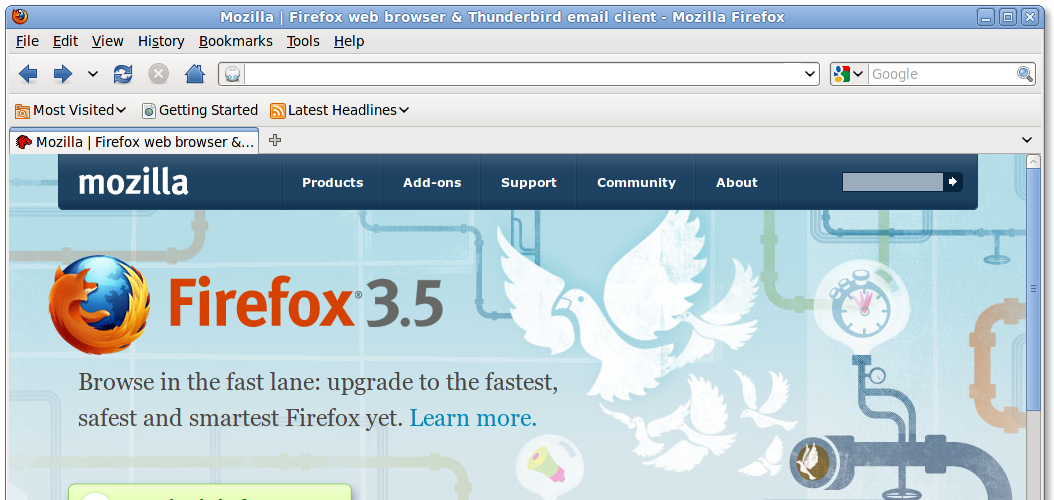 Mozilla | Firefox web browser & Thunderbird email client - Mozilla Firefox
File Edit View History Bookmarks Tools Help
Google
Most Visited Getting Started Latest Headlines
Mozilla | Firefox web browser &...
mozilla Products Add-ons Support Community About
Firefox® 3.5
Browse in the fast lane: upgrade to the fastest,
safest and smartest Firefox yet. Learn more.